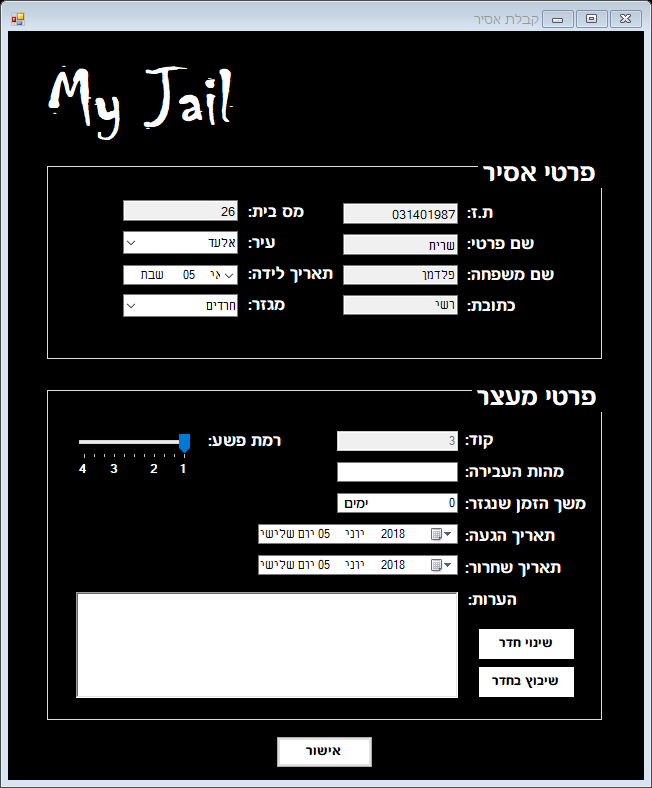 קבלת אסיר
My Jail
פרטי אסיר
ת.ז: 031401987 מס בית: 26
שם פרטי: שרית עיר: אלעד
שם משפחה: פלדמן תאריך לידה: שבת 05
כתובת: רשי מגזר: חרדים
פרטי מעצר
קוד: 3 רמת פשע:
1 2 3 4
מהות העבירה:
משך הזמן שנגזר: 0 ימים
תאריך הגעה: יום שלישי 05 יוני 2018
תאריך שחרור: יום שלישי 05 יוני 2018
הערות:
שינוי חדר
שיבוץ בחדר
אישור